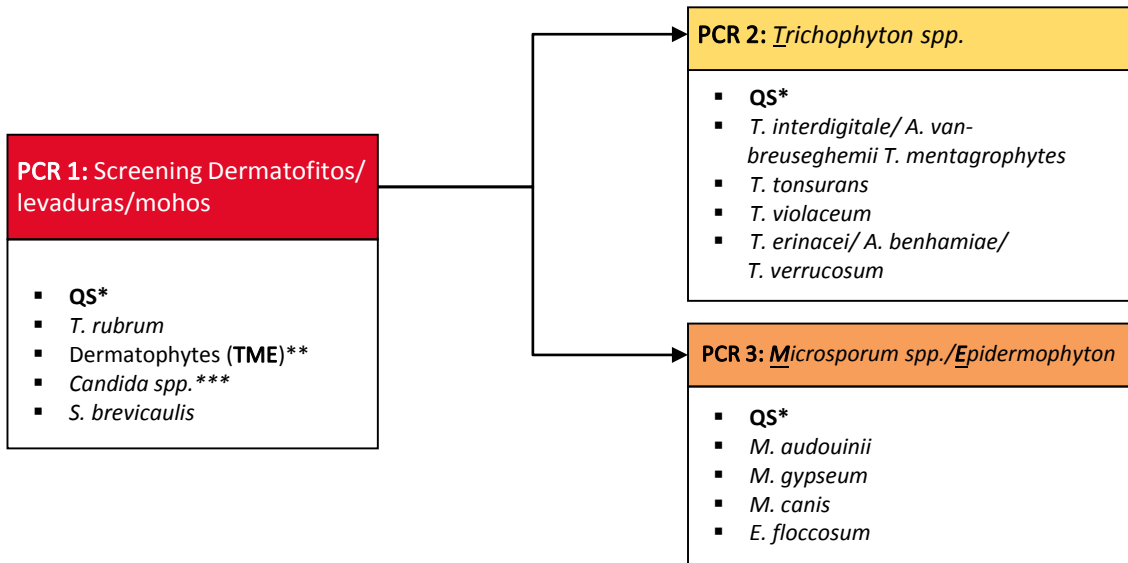 PCR 1: Screening Dermatofitos/
levaduras/mohos
▪ QS*
▪ T. rubrum
▪ Dermatophytes (TME)**
▪ Candida spp.***
▪ S. brevicaulis
PCR 2: Trichophyton spp.
▪ QS*
▪ T. interdigitale/ A. van-
breuseghemii T. mentagrophytes
▪ T. tonsurans
▪ T. violaceum
▪ T. erinacei/ A. benhamiae/
T. verrucosum
PCR 3: Microsporum spp./Epidermophyton
▪ QS*
▪ M. audouinii
▪ M. gypseum
▪ M. canis
▪ E. floccosum